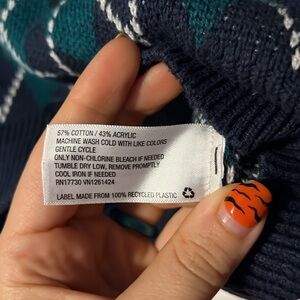 57% COTTON / 43% ACRYLIC
MACHINE WASH COLD WITH LIKE COLORS
GENTLE CYCLE
ONLY NON-CHLORINE BLEACH IF NEEDED
TUMBLE DRY LOW, REMOVE PROMPTLY
COOL IRON IF NEEDED
RN17730 VN1261424
LABEL MADE FROM 100% RECYCLED PLASTIC